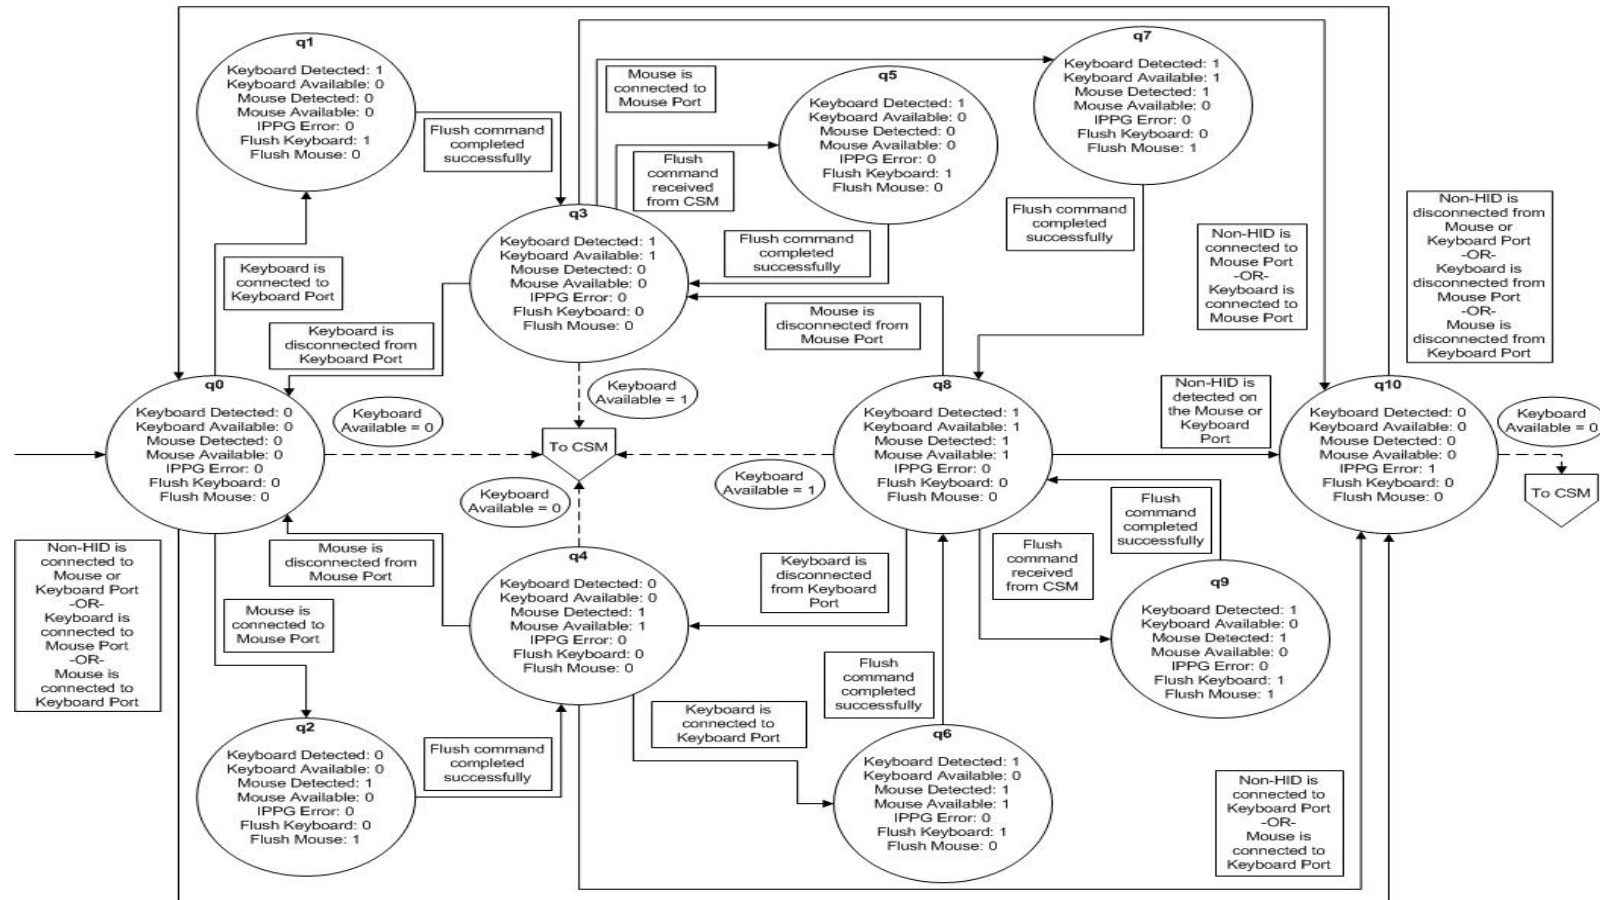 q1
Keyboard Detected: 1
Keyboard Available: 0
Mouse Detected: 0
Mouse Available: 0
IPPG Error: 0
Flush Keyboard: 1
Flush Mouse: 0
Flush command
completed
successfully
Mouse is
connected to
Mouse Port
q5
Keyboard Detected: 1
Keyboard Available: 0
Mouse Detected: 0
Mouse Available: 0
IPPG Error: 0
Flush Keyboard: 1
Flush Mouse: 0
q7
Keyboard Detected: 1
Keyboard Available: 1
Mouse Detected: 1
Mouse Available: 0
IPPG Error: 0
Flush Keyboard: 0
Flush Mouse: 1
Flush
command
received
from CSM
q3
Keyboard Detected: 1
Keyboard Available: 1
Mouse Detected: 0
Mouse Available: 0
IPPG Error: 0
Flush Keyboard: 0
Flush Mouse: 0
Flush command
completed
successfully
Flush command
completed
successfully
Non-HID is
connected to
Mouse Port
-OR-
Keyboard is
connected to
Mouse Port
Non-HID is
disconnected from
Mouse or
Keyboard Port
-OR-
Keyboard is
disconnected from
Mouse Port
-OR-
Mouse is
disconnected from
Keyboard Port
Keyboard is
connected to
Keyboard Port
Keyboard is
disconnected from
Keyboard Port
Mouse is
disconnected from
Mouse Port
q0
Keyboard Detected: 0
Keyboard Available: 0
Mouse Detected: 0
Mouse Available: 0
IPPG Error: 0
Flush Keyboard: 0
Flush Mouse: 0
Keyboard
Available = 0
Keyboard
Available = 1
To CSM
Keyboard
Available = 0
Keyboard
Available = 1
q8
Keyboard Detected: 1
Keyboard Available: 1
Mouse Detected: 1
Mouse Available: 1
IPPG Error: 0
Flush Keyboard: 0
Flush Mouse: 0
Non-HID is
detected on
the Mouse or
Keyboard
Port
q10
Keyboard Detected: 0
Keyboard Available: 0
Mouse Detected: 0
Mouse Available: 0
IPPG Error: 1
Flush Keyboard: 0
Flush Mouse: 0
Keyboard
Available = 0
To CSM
Non-HID is
connected to
Mouse or
Keyboard Port
-OR-
Keyboard is
connected to
Mouse Port
-OR-
Mouse is
connected to
Keyboard Port
Mouse is
disconnected from
Mouse Port
Mouse is
connected to
Mouse Port
q4
Keyboard Detected: 0
Keyboard Available: 0
Mouse Detected: 1
Mouse Available: 1
IPPG Error: 0
Flush Keyboard: 0
Flush Mouse: 0
Keyboard is
disconnected
from Keyboard
Port
Flush
command
received
from CSM
Flush
command
completed
successfully
q9
Keyboard Detected: 1
Keyboard Available: 0
Mouse Detected: 1
Mouse Available: 0
IPPG Error: 0
Flush Keyboard: 1
Flush Mouse: 1
q2
Keyboard Detected: 0
Keyboard Available: 0
Mouse Detected: 1
Mouse Available: 0
IPPG Error: 0
Flush Keyboard: 0
Flush Mouse: 1
Flush command
completed
successfully
Keyboard is
connected to
Keyboard Port
Flush
command
completed
successfully
q6
Keyboard Detected: 1
Keyboard Available: 0
Mouse Detected: 1
Mouse Available: 1
IPPG Error: 0
Flush Keyboard: 1
Flush Mouse: 0
Non-HID is
connected to
Keyboard Port
-OR-
Mouse is
connected to
Keyboard Port